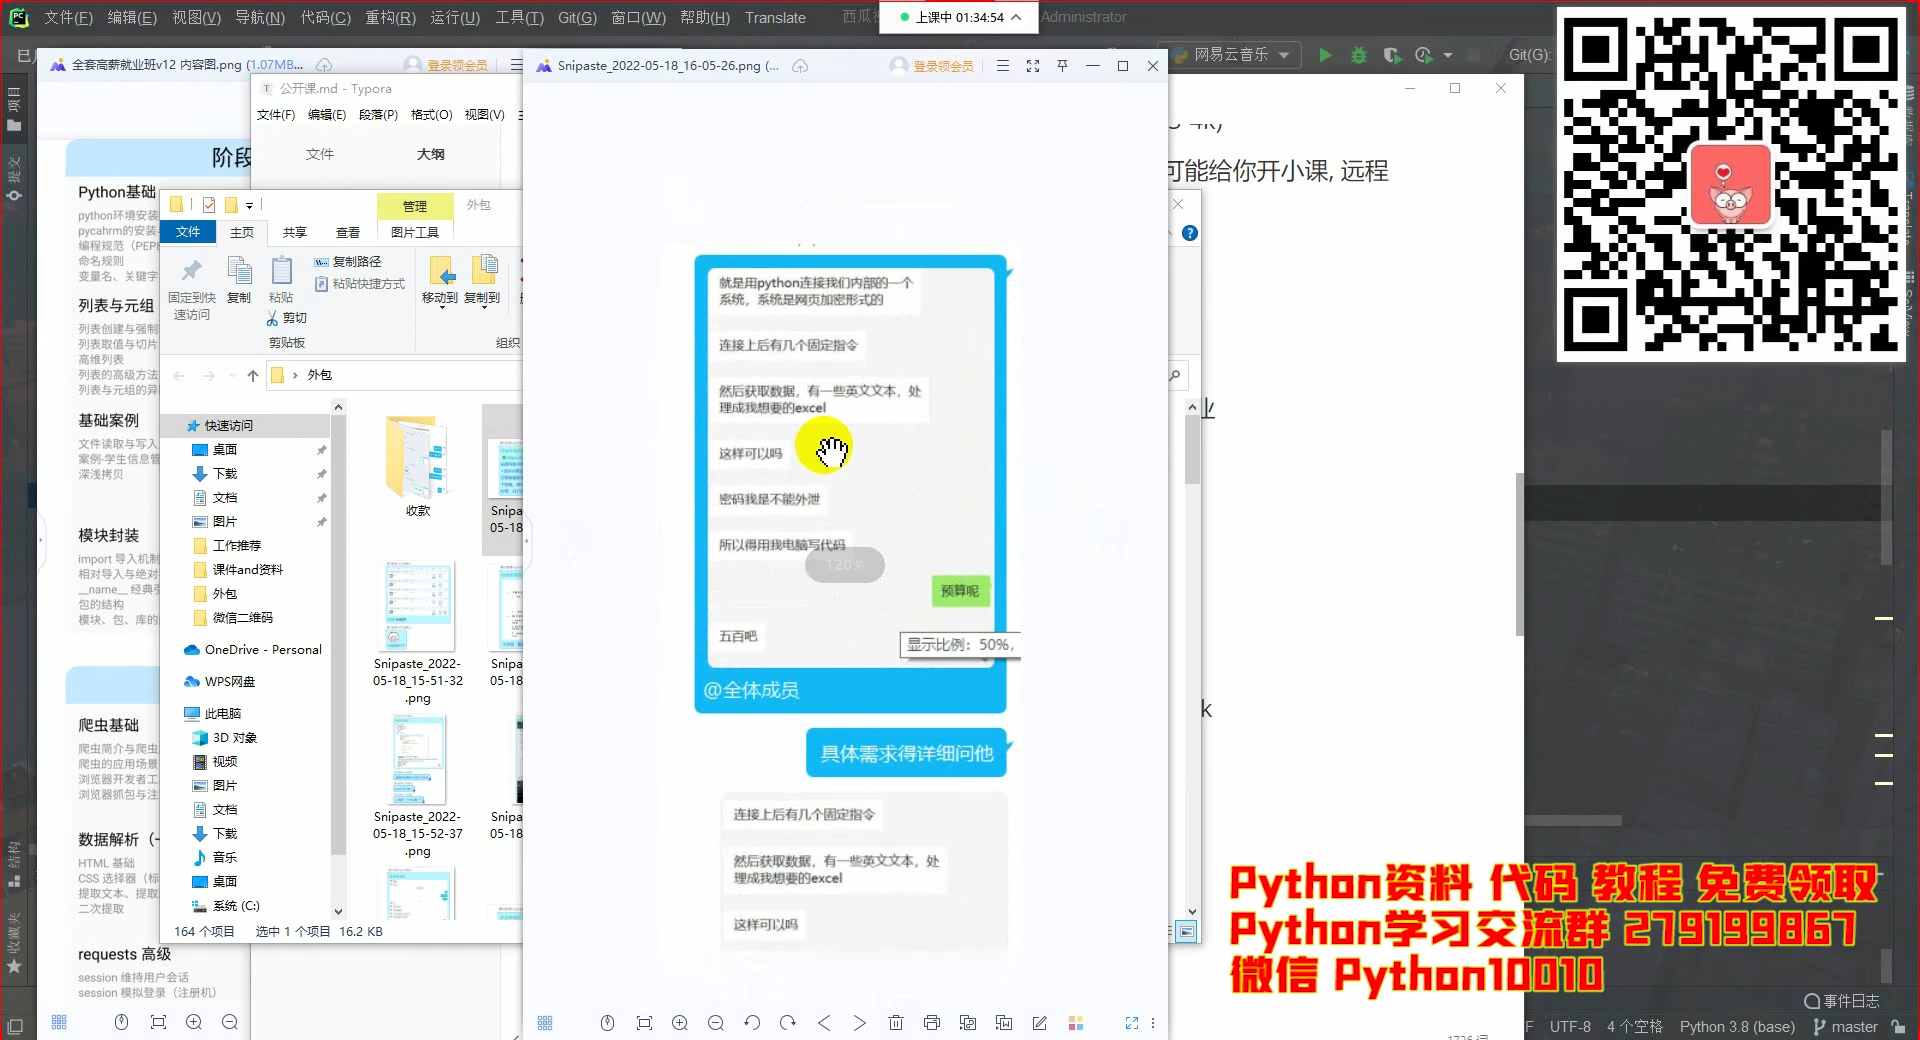 文件(F) 编辑(E) 视图(V) 导航(N) 代码(C) 重构(R) 运行(U) 工具(T) Git(G) 窗口(W) 帮助(H) Translate
上课中 01:34:54
Administrator
网易云音乐
Git(G):
全套高薪就业班v12 内容图.png (1.07MB...
登录领会员
Snipaste_2022-05-18_16-05-26.png (...
登录领会员
公开课.md - Typora
文件(F) 编辑(E) 段落(P) 格式(O) 视图(V)
文件 大纲
可能给你开小课, 远程
项目
提交
结构
收藏夹
阶段
Python基础
python环境安装
pycahrm的安装
编程规范（PEP
命名规则
变量名、关键字
列表与元组
列表创建与强制
列表取值与切片
高维列表
列表的高级方法
列表与元组的异
基础案例
文件读取与写入
案例-学生信息管
深浅拷贝
模块封装
import 导入机制
相对导入与绝对
__name__ 经典
包的结构
模块、包、库的
爬虫基础
爬虫简介与爬虫
爬虫的应用场景
浏览器开发者工
浏览器抓包与注
数据解析（一
HTML 基础
CSS 选择器（标
提取文本、提取
二次提取
requests 高级
session 维持用户会话
session 模拟登录（注册机）
管理 外包
文件 主页 共享 查看 图片工具
固定到快
速访问
复制
粘贴
复制路径
粘贴快捷方式
剪切
移动到 复制到
剪贴板
组织
外包
快速访问
桌面
下载
文档
图片
工作推荐
课件and资料
外包
微信二维码
OneDrive - Personal
WPS网盘
此电脑
3D 对象
视频
图片
文档
下载
音乐
桌面
系统 (C:)
164 个项目 选中 1 个项目 16.2 KB
收款
Snipa
05-18
Snipaste_2022-
05-18_15-51-32
.png
Snipa
05-18
Snipaste_2022-
05-18_15-52-37
.png
Snipa
05-18
就是用python连接我们内部的一个
系统，系统是网页加密形式的
连接上后有几个固定指令
然后获取数据，有一些英文文本，处
理成我想要的excel
这样可以吗
密码我是不能外泄
所以得用我电脑写代码
120%
预算呢
五百吧
显示比例：50%，
@全体成员
具体需求得详细问他
连接上后有几个固定指令
然后获取数据，有一些英文文本，处
理成我想要的excel
这样可以吗
k
Python资料 代码 教程 免费领取
Python学习交流群 279199867
微信 Python10010
事件日志
UTF-8 4 个空格 Python 3.8 (base) master